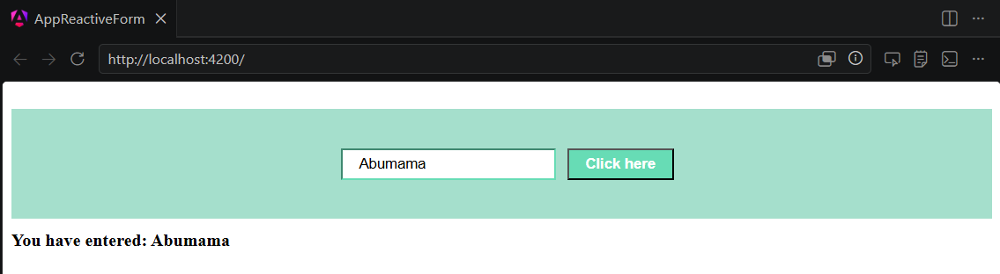 AppReactiveForm
http://localhost:4200/
Abumama Click here
You have entered: Abumama